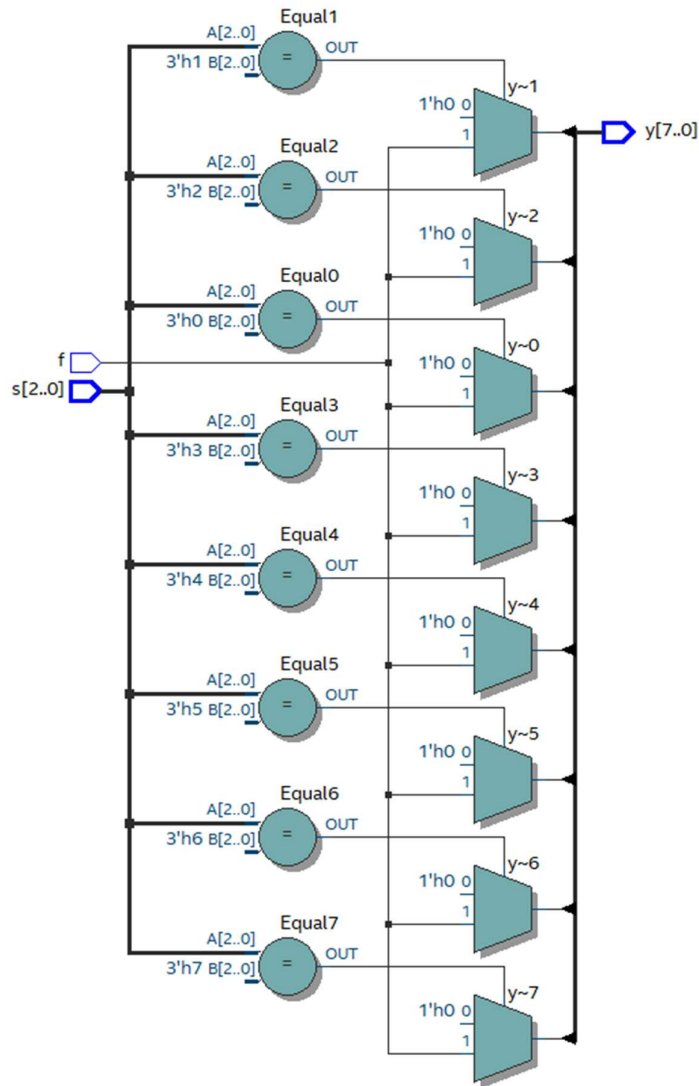 Equal1
A[2..0]
3'h1 B[2..0]
=
OUT
y~1
1'h0 0
1
y[7..0]
Equal2
A[2..0]
3'h2 B[2..0]
=
OUT
y~2
1'h0 0
1
Equal0
A[2..0]
3'h0 B[2..0]
=
OUT
y~0
1'h0 0
1
f
s[2..0]
Equal3
A[2..0]
3'h3 B[2..0]
=
OUT
y~3
1'h0 0
1
Equal4
A[2..0]
3'h4 B[2..0]
=
OUT
y~4
1'h0 0
1
Equal5
A[2..0]
3'h5 B[2..0]
=
OUT
y~5
1'h0 0
1
Equal6
A[2..0]
3'h6 B[2..0]
=
OUT
y~6
1'h0 0
1
Equal7
A[2..0]
3'h7 B[2..0]
=
OUT
y~7
1'h0 0
1